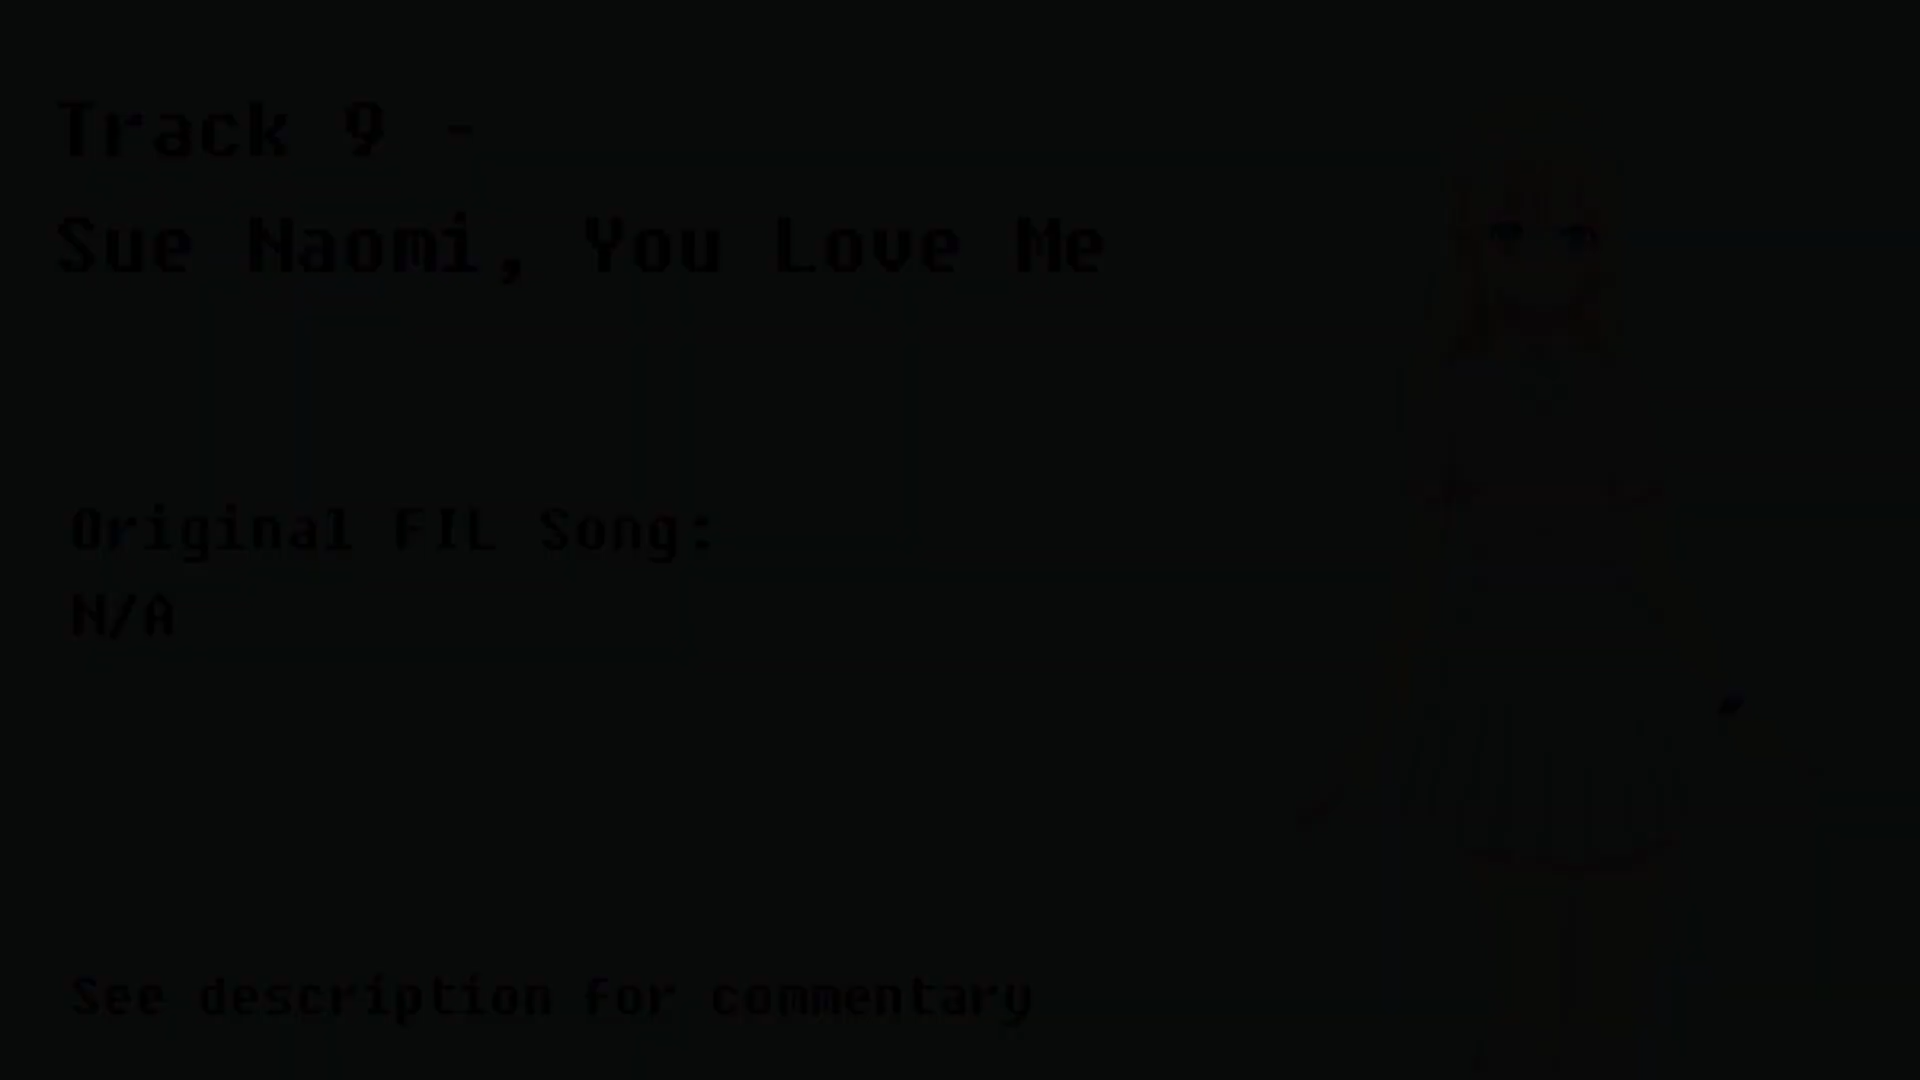 Track 9 -
Sue Naomi, You Love Me
Original FIL Song:
N/A
See description for commentary